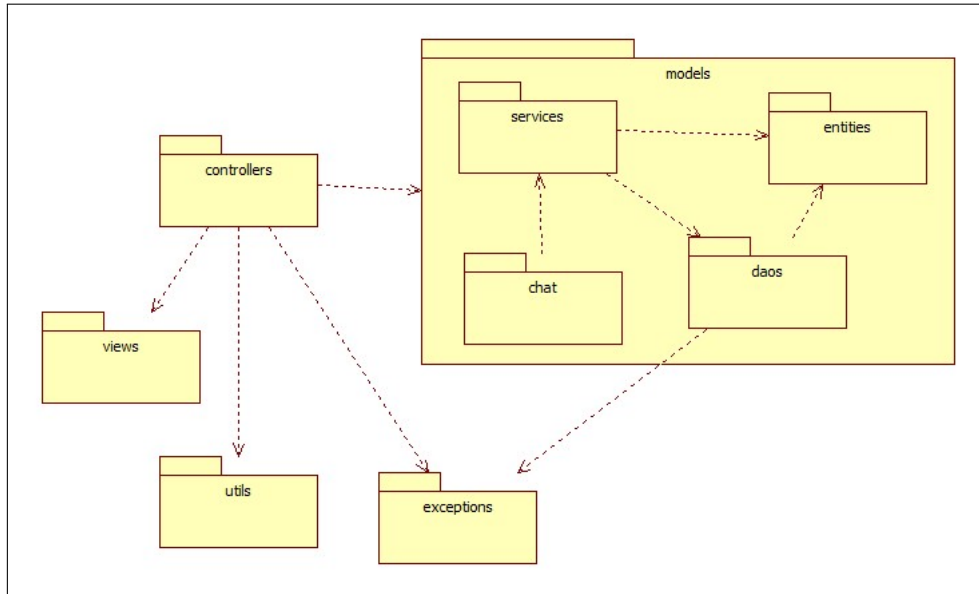 models
services
entities
controllers
chat
daos
views
utils
exceptions